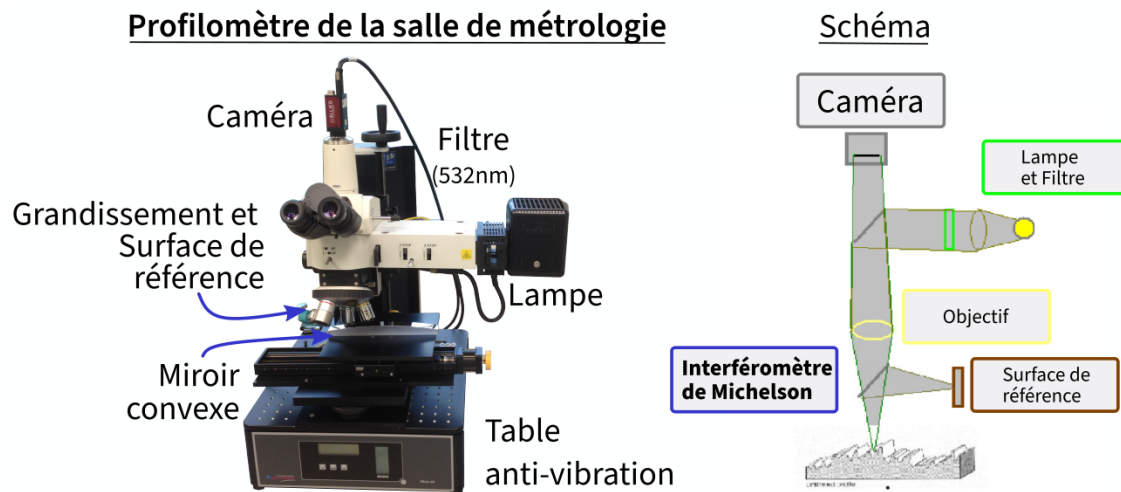 Profilomètre de la salle de métrologie
Schéma
Caméra
Filtre
(532nm)
Grandissement et
Surface de
référence
Lampe
Miroir
convexe
Table
anti-vibration
Caméra
Lampe
et Filtre
Objectif
Interféromètre
de Michelson
Surface de
référence